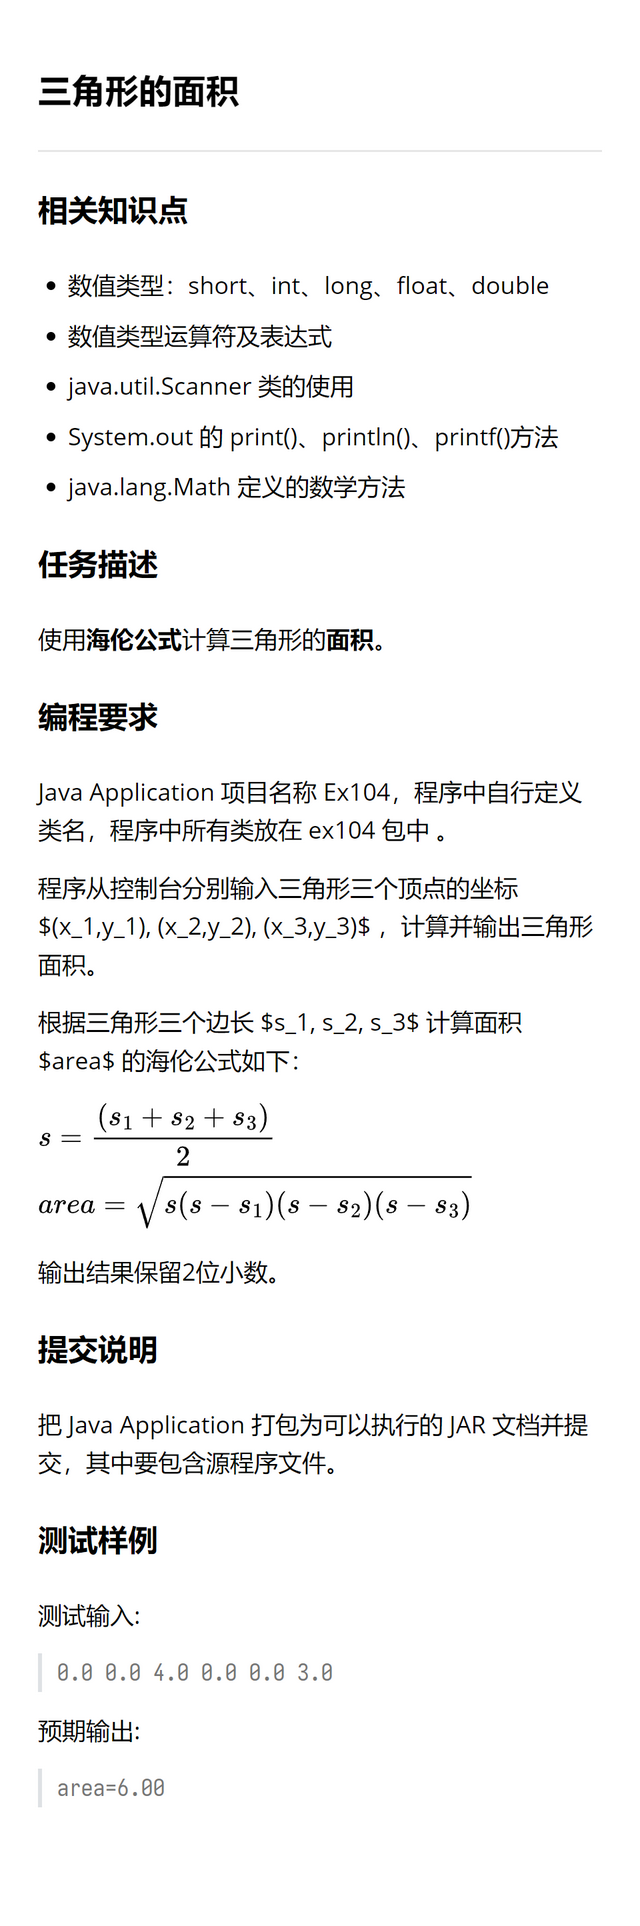 三角形的面积
相关知识点
• 数值类型：short、int、long、float、double
• 数值类型运算符及表达式
• java.util.Scanner 类的使用
• System.out 的 print()、println()、printf()方法
• java.lang.Math 定义的数学方法
任务描述
使用海伦公式计算三角形的面积。
编程要求
Java Application 项目名称 Ex104，程序中自行定义
类名，程序中所有类放在 ex104 包中 。
程序从控制台分别输入三角形三个顶点的坐标
$(x_1,y_1), (x_2,y_2), (x_3,y_3)$ ，计算并输出三角形
面积。
根据三角形三个边长 $s_1, s_2, s_3$ 计算面积
$area$ 的海伦公式如下：
s = (s₁ + s₂ + s₃) / 2
area = √s(s − s₁)(s − s₂)(s − s₃)
输出结果保留2位小数。
提交说明
把 Java Application 打包为可以执行的 JAR 文档并提
交，其中要包含源程序文件。
测试样例
测试输入:
0.0 0.0 4.0 0.0 0.0 3.0
预期输出:
area=6.00